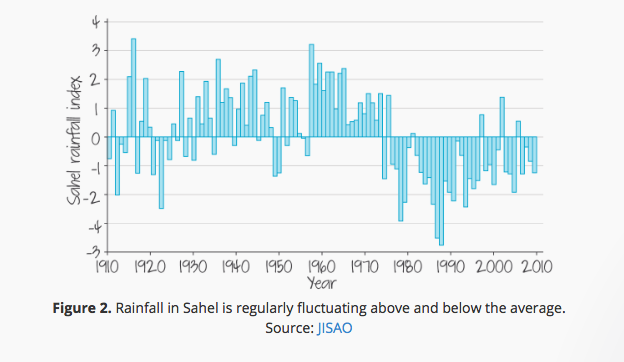 Sahel rainfall index
4
3
2
1
0
-1
-2
-4
-3
1910 1920 1930 1940 1950 1960 1970 1980 1990 2000 2010
Year
Figure 2. Rainfall in Sahel is regularly fluctuating above and below the average.
Source: JISAO